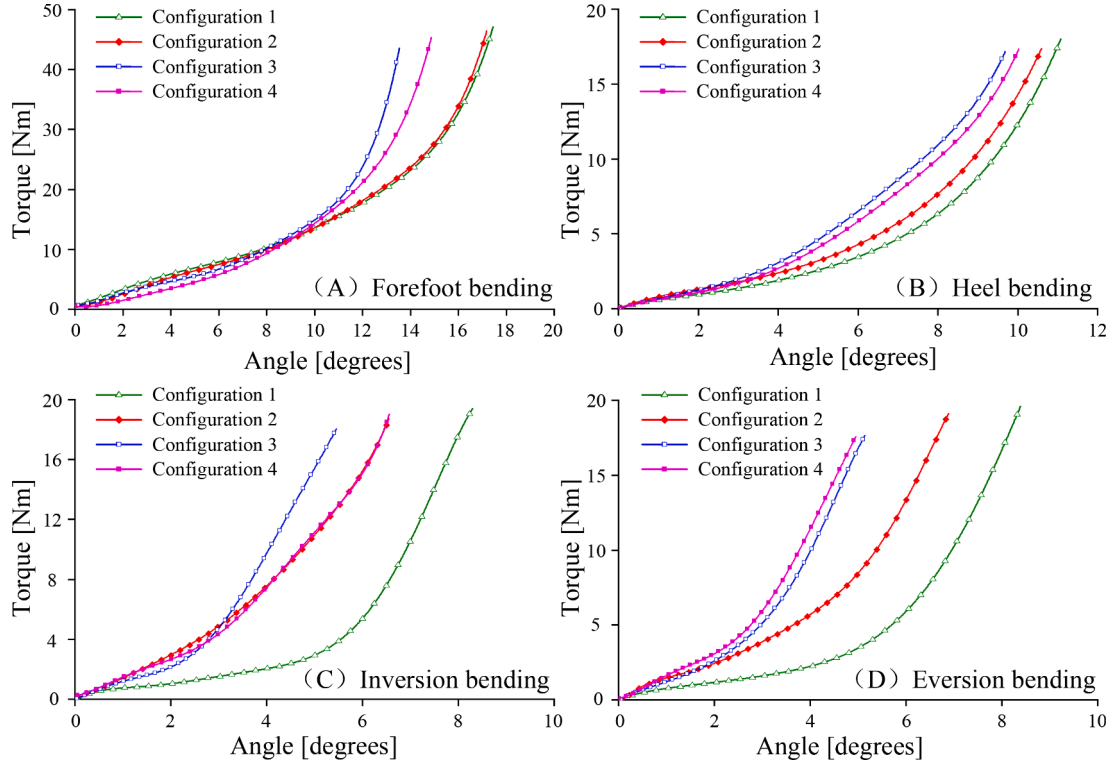 50
40
30
20
10
0
Torque [Nm]
Configuration 1
Configuration 2
Configuration 3
Configuration 4
（A）Forefoot bending
0 2 4 6 8 10 12 14 16 18 20
Angle [degrees]
20
15
10
5
0
Torque [Nm]
Configuration 1
Configuration 2
Configuration 3
Configuration 4
（B）Heel bending
0 2 4 6 8 10 12
Angle [degrees]
20
16
12
8
4
0
Torque [Nm]
Configuration 1
Configuration 2
Configuration 3
Configuration 4
（C）Inversion bending
0 2 4 6 8 10
Angle [degrees]
20
15
10
5
0
Torque [Nm]
Configuration 1
Configuration 2
Configuration 3
Configuration 4
（D）Eversion bending
0 2 4 6 8 10
Angle [degrees]